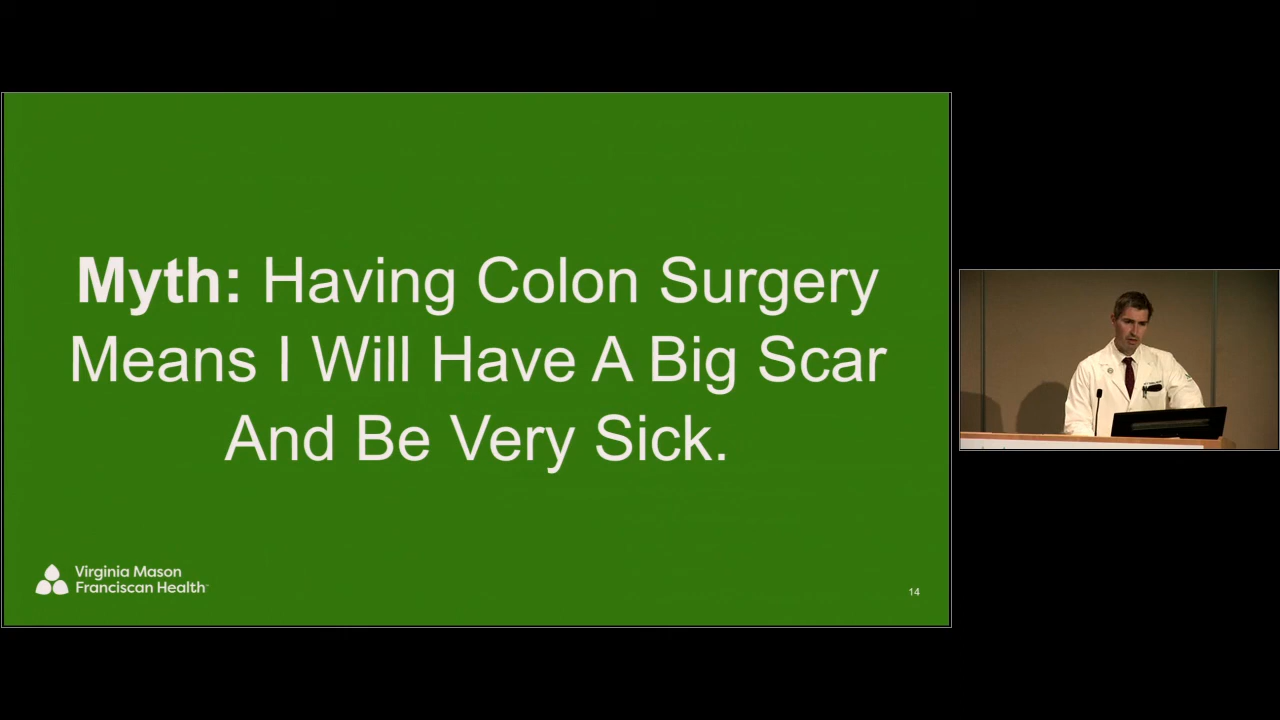 Myth: Having Colon Surgery
Means I Will Have A Big Scar
And Be Very Sick.
Virginia Mason
Franciscan Health
14